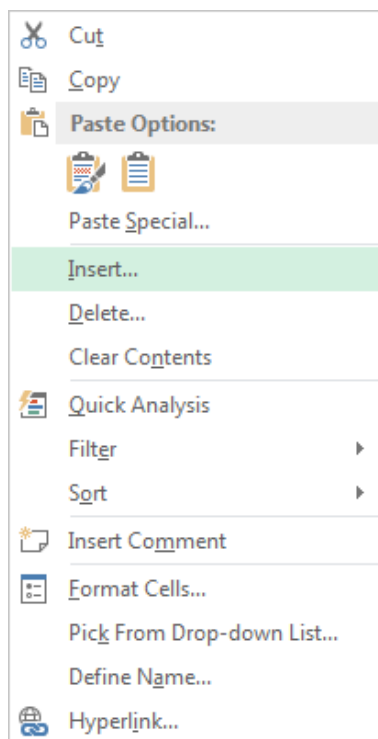 Cut
Copy
Paste Options:
Paste Special...
Insert...
Delete...
Clear Contents
Quick Analysis
Filter
Sort
Insert Comment
Format Cells...
Pick From Drop-down List...
Define Name...
Hyperlink...